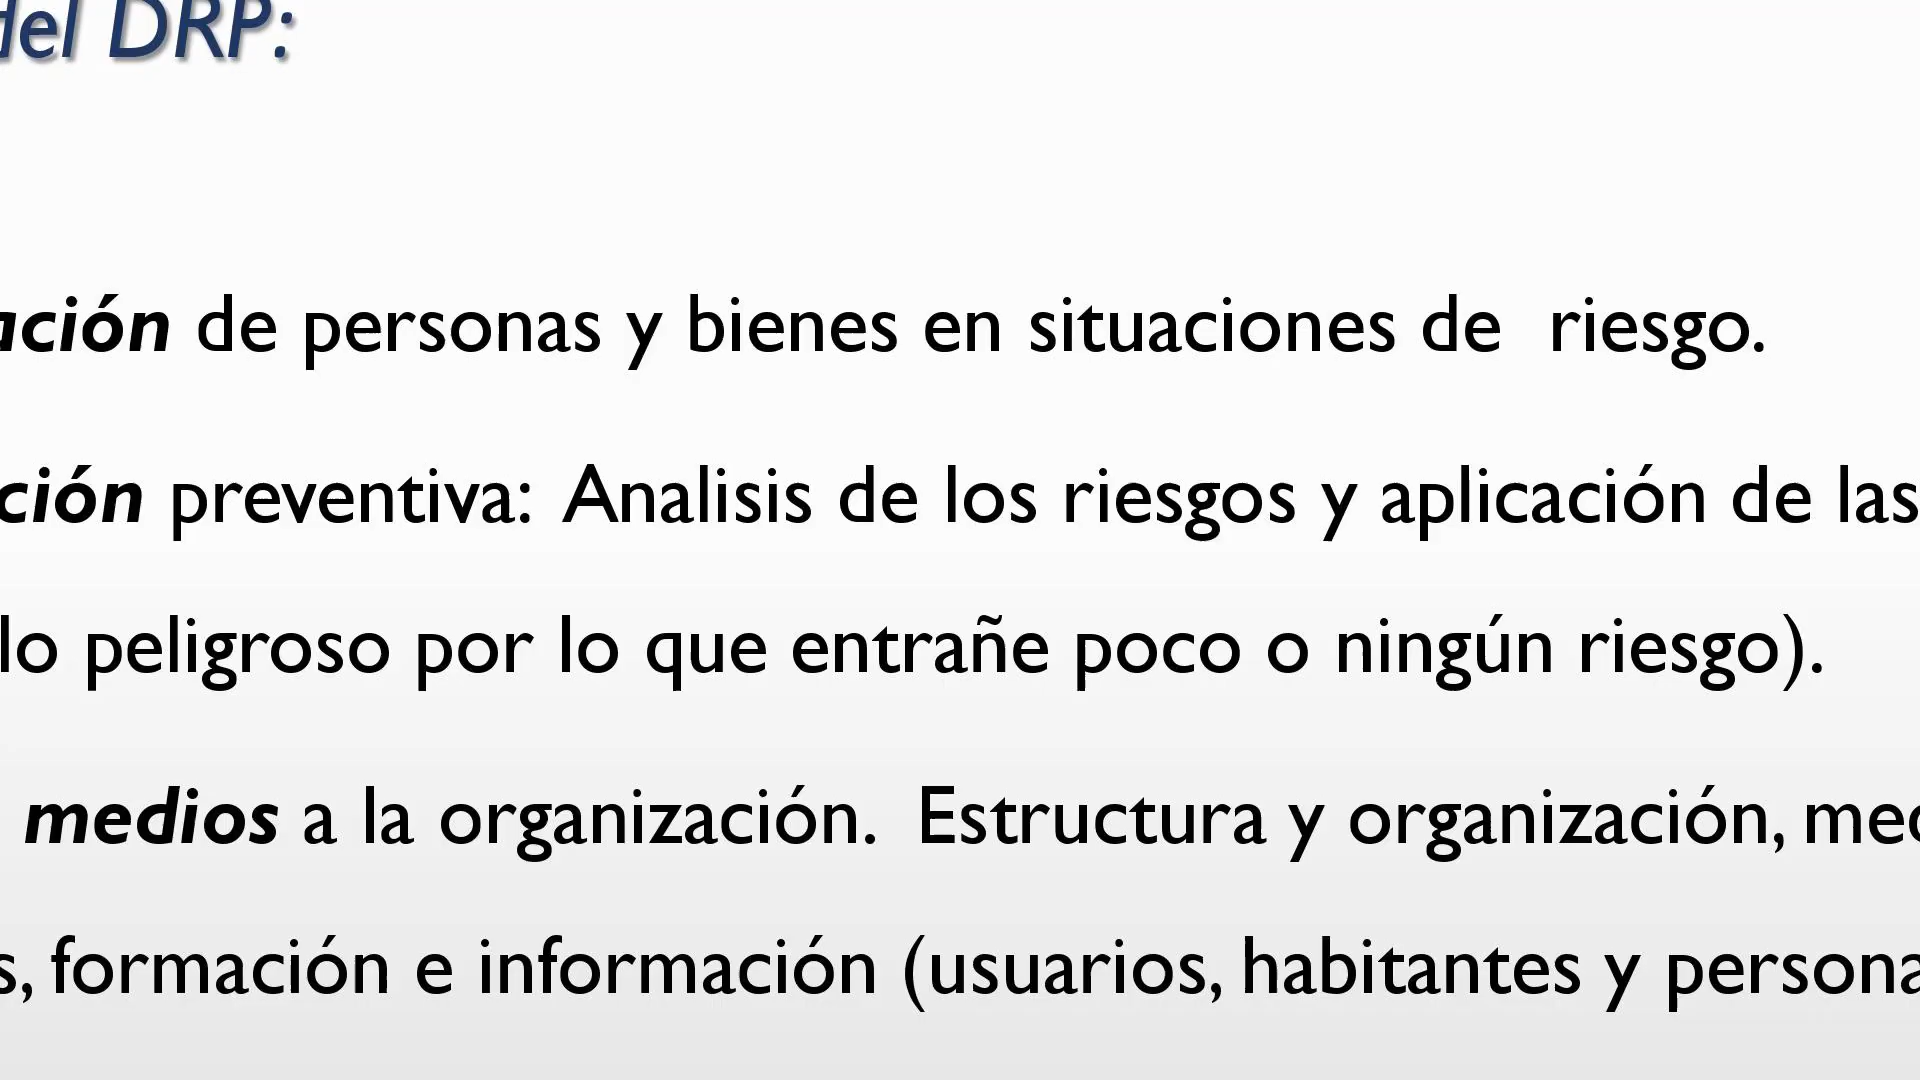 del DRP:
ación de personas y bienes en situaciones de riesgo.
ción preventiva: Analisis de los riesgos y aplicación de las
lo peligroso por lo que entrañe poco o ningún riesgo).
medios a la organización. Estructura y organización, med
s, formación e información (usuarios, habitantes y persona